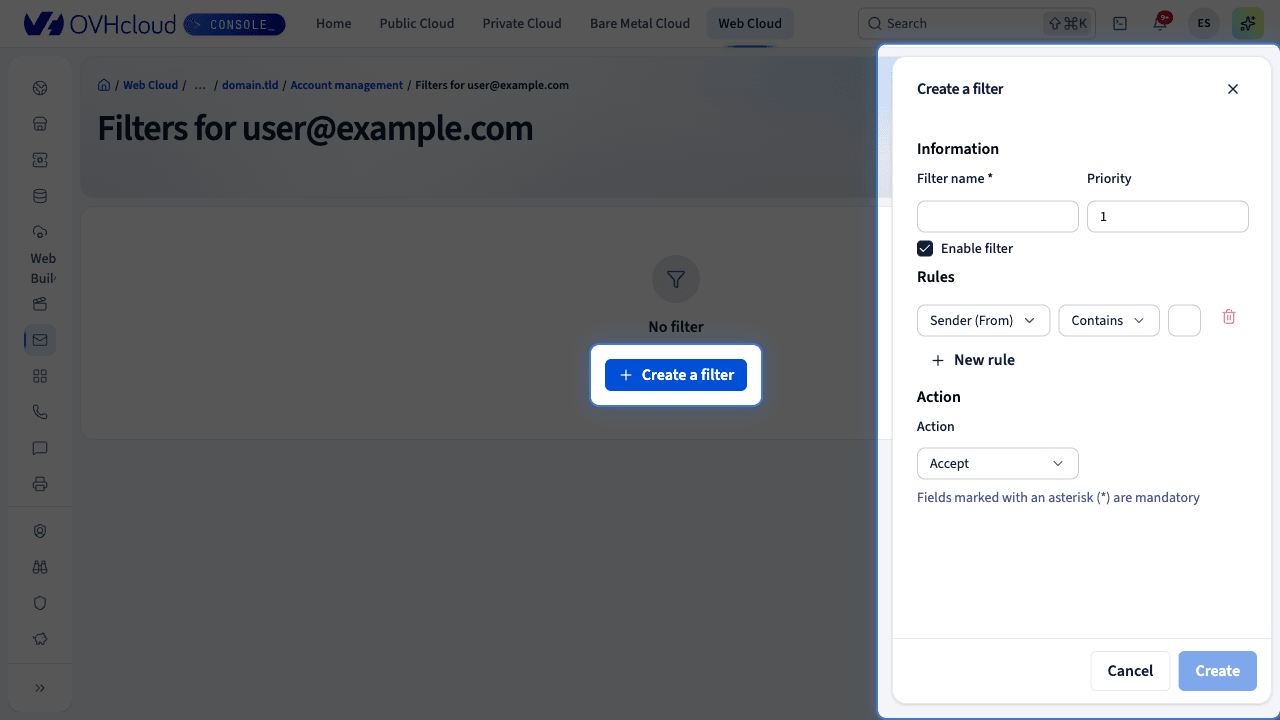 OVHcloud
> CONSOLE_
Home
Public Cloud
Private Cloud
Bare Metal Cloud
Web Cloud
Search
⇧⌘K
9+
ES
/ Web Cloud / ... / domain.tld / Account management / Filters for user@example.com
Filters for user@example.com
Web
Buil
No filter
+ Create a filter
Create a filter
Information
Filter name *
Priority
1
Enable filter
Rules
Sender (From)
Contains
+ New rule
Action
Action
Accept
Fields marked with an asterisk (*) are mandatory
Cancel
Create